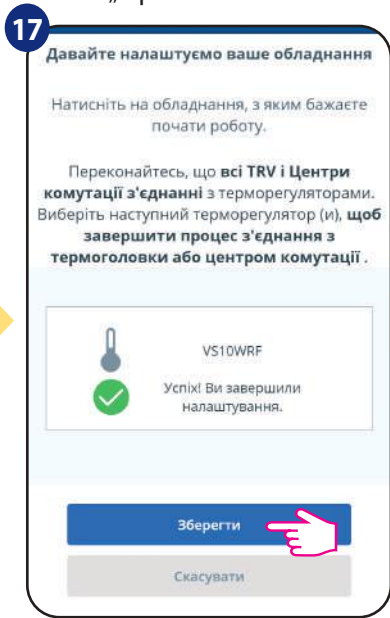 17
Давайте налаштуємо ваше обладнання
Натисніть на обладнання, з яким бажаєте
почати роботу.
Переконайтесь, що всі TRV і Центри
комутації з'єднанні з терморегуляторами.
Виберіть наступний терморегулятор (и), щоб
завершити процес з'єднання з
термоголовки або центром комутації .
VS10WRF
Успіх! Ви завершили
налаштування.
Зберегти
Скасувати